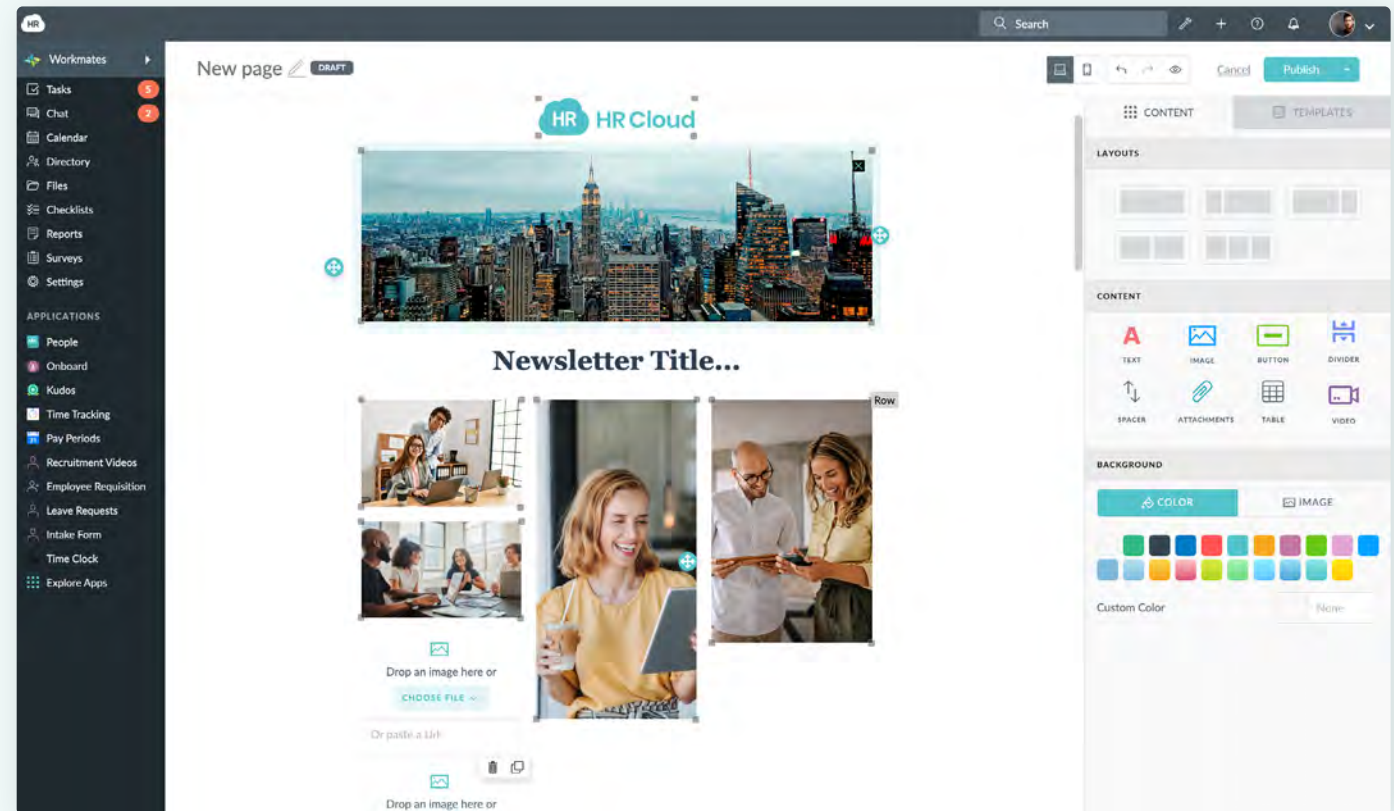 HR
Search
Workmates
Tasks
5
Chat
2
Calendar
Directory
Files
Checklists
Reports
Surveys
Settings
APPLICATIONS
People
Onboard
Kudos
Time Tracking
Pay Periods
Recruitment Videos
Employee Requisition
Leave Requests
Intake Form
Time Clock
Explore Apps
New page
DRAFT
Cancel
Publish
HR HR Cloud
Newsletter Title...
Row
Drop an image here or
CHOOSE FILE
Or paste a Url
Drop an image here or
CONTENT
TEMPLATES
LAYOUTS
CONTENT
TEXT
IMAGE
BUTTON
DIVIDER
SPACER
ATTACHMENTS
TABLE
VIDEO
BACKGROUND
COLOR
IMAGE
Custom Color
None